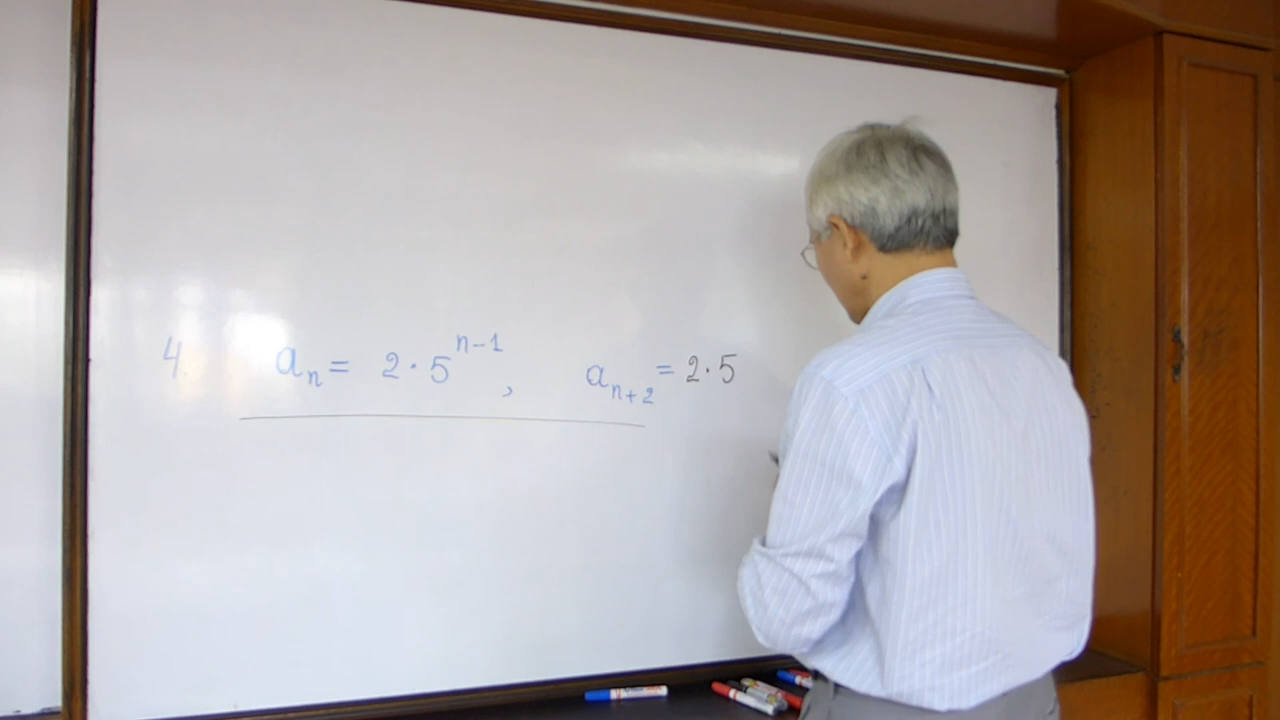 4. aₙ = 2·5ⁿ⁻¹, aₙ₊₂ = 2·5